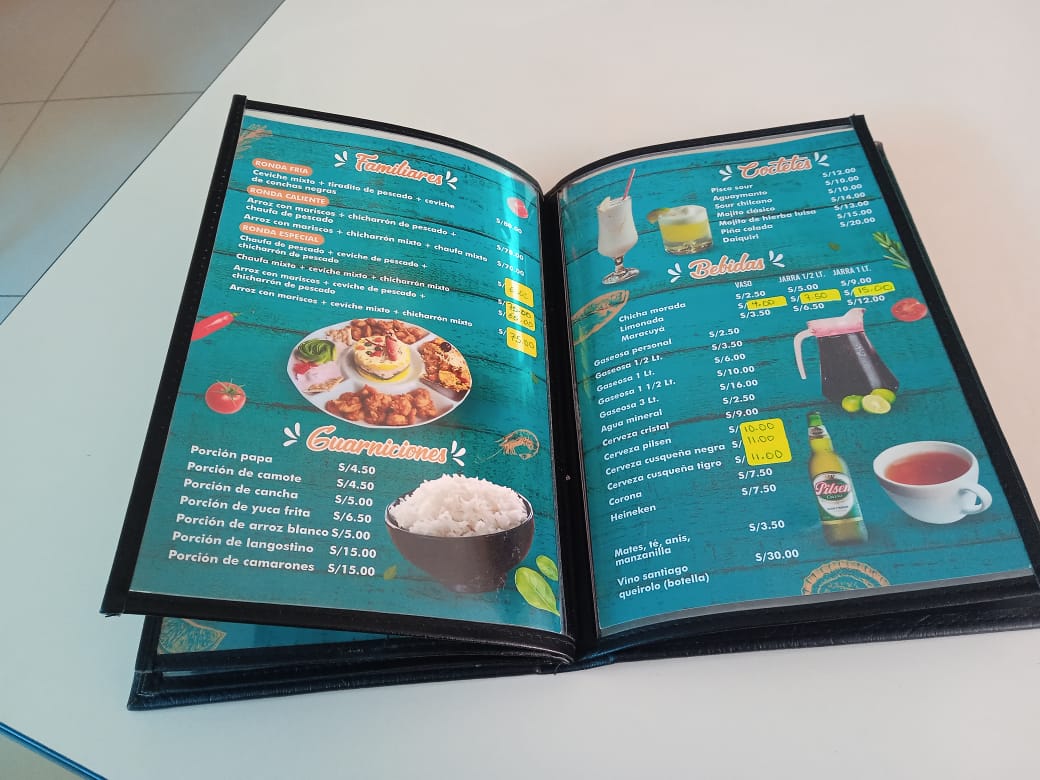 Familiares
RONDA FRIA
Ceviche mixto + tiradito de pescado + ceviche
de conchas negras
RONDA CALIENTE
Arroz con mariscos + chicharrón de pescado +
chaufa de pescado
Arroz con mariscos + chicharrón mixto + chaufa mixto
S/70.00
RONDA ESPECIAL
Chaufa de pescado + ceviche de pescado +
chicharrón de pescado
Chaufa mixto + ceviche mixto + chicharrón mixto
Arroz con mariscos + ceviche de pescado +
chicharrón de pescado
Arroz con mariscos + ceviche mixto + chicharrón mixto
S/ 75.00
Guarniciones
Porción papa S/4.50
Porción de camote S/4.50
Porción de cancha S/5.00
Porción de yuca frita S/6.50
Porción de arroz blanco S/5.00
Porción de langostino S/15.00
Porción de camarones S/15.00
Cocteles
Pisco sour S/12.00
Aguaymanto S/10.00
Sour chilcano S/10.00
Mojito clásico S/14.00
Mojito de hierba luisa S/12.00
Piña colada S/15.00
Daiquiri S/20.00
Bebidas
VASO JARRA 1/2 LT. JARRA 1 LT.
Chicha morada S/2.50 S/5.00 S/9.00
Limonada S/ 4.00 S/ 7.50 S/ 15.00
Maracuyá S/3.50 S/6.50 S/12.00
Gaseosa personal S/2.50
Gaseosa 1/2 Lt. S/3.50
Gaseosa 1 Lt. S/6.00
Gaseosa 1 1/2 Lt. S/10.00
Gaseosa 3 Lt. S/16.00
Agua mineral S/2.50
Cerveza cristal S/9.00
Cerveza pilsen S/ 10.00
Cerveza cusqueña negra S/ 11.00
Cerveza cusqueña tigro S/ 11.00
Corona S/7.50
Heineken S/7.50
Mates, té, anis,
manzanilla S/3.50
Vino santiago
queirolo (botella) S/30.00
Pilsen